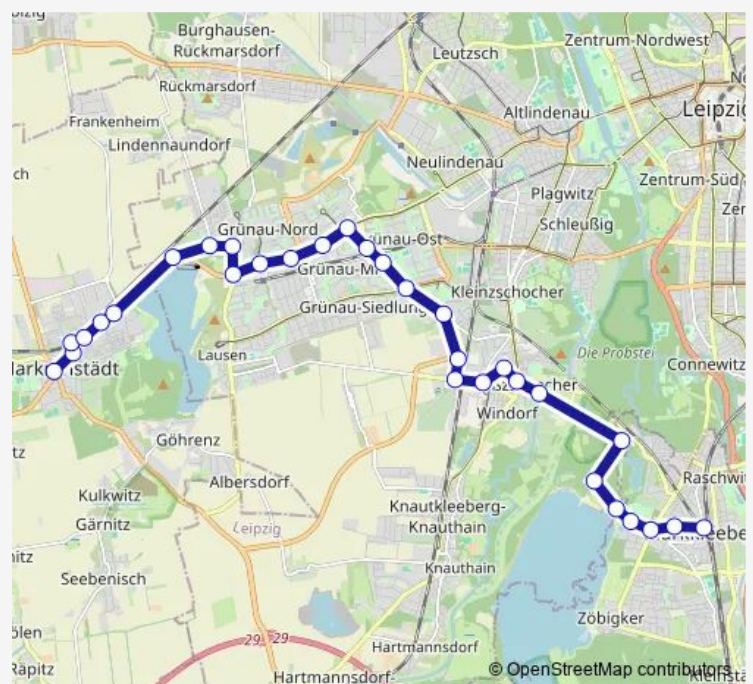 Burghausen-
Rückmarsdorf
Zentrum-Nordwest
Leutzsch
Rückmarsdorf
Altlindenau
Leipzig
Frankenheim
Lindennaundorf
Neulindenau
Zentrum-Süd
Plagwitz
Schleußig
Grünau-Nord
Grünau-Siedlung
Kleinzschocher
Die Probstei
Connewitz
Lausen
Windorf
Göhrenz
Albersdorf
Kulkwitz
Gärnitz
Leipzig
Knautkleeberg-
Knauthain
Seebenisch
Knauthain
Zöbigker
29
29
Hartmannsdorf
Hartmannsdorf-
© OpenStreetMap contributors